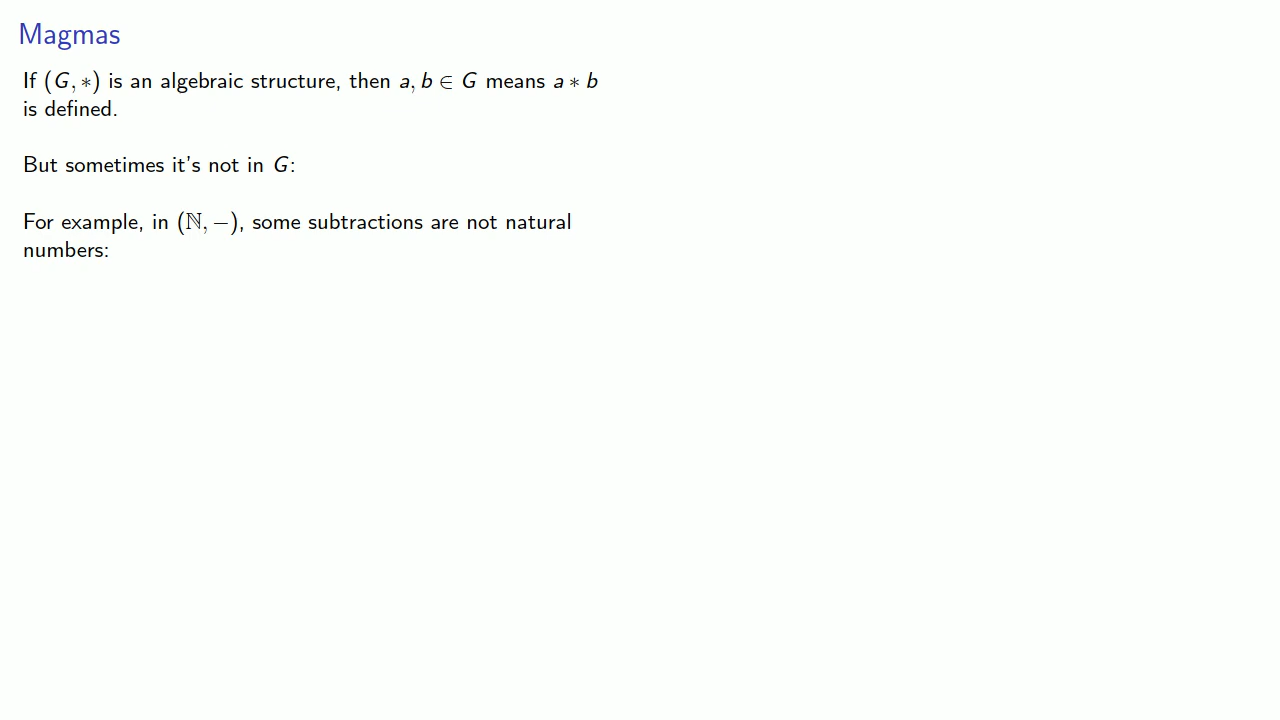 Magmas
If (G, ∗) is an algebraic structure, then a, b ∈ G means a ∗ b
is defined.
But sometimes it's not in G:
For example, in (ℕ, −), some subtractions are not natural
numbers: